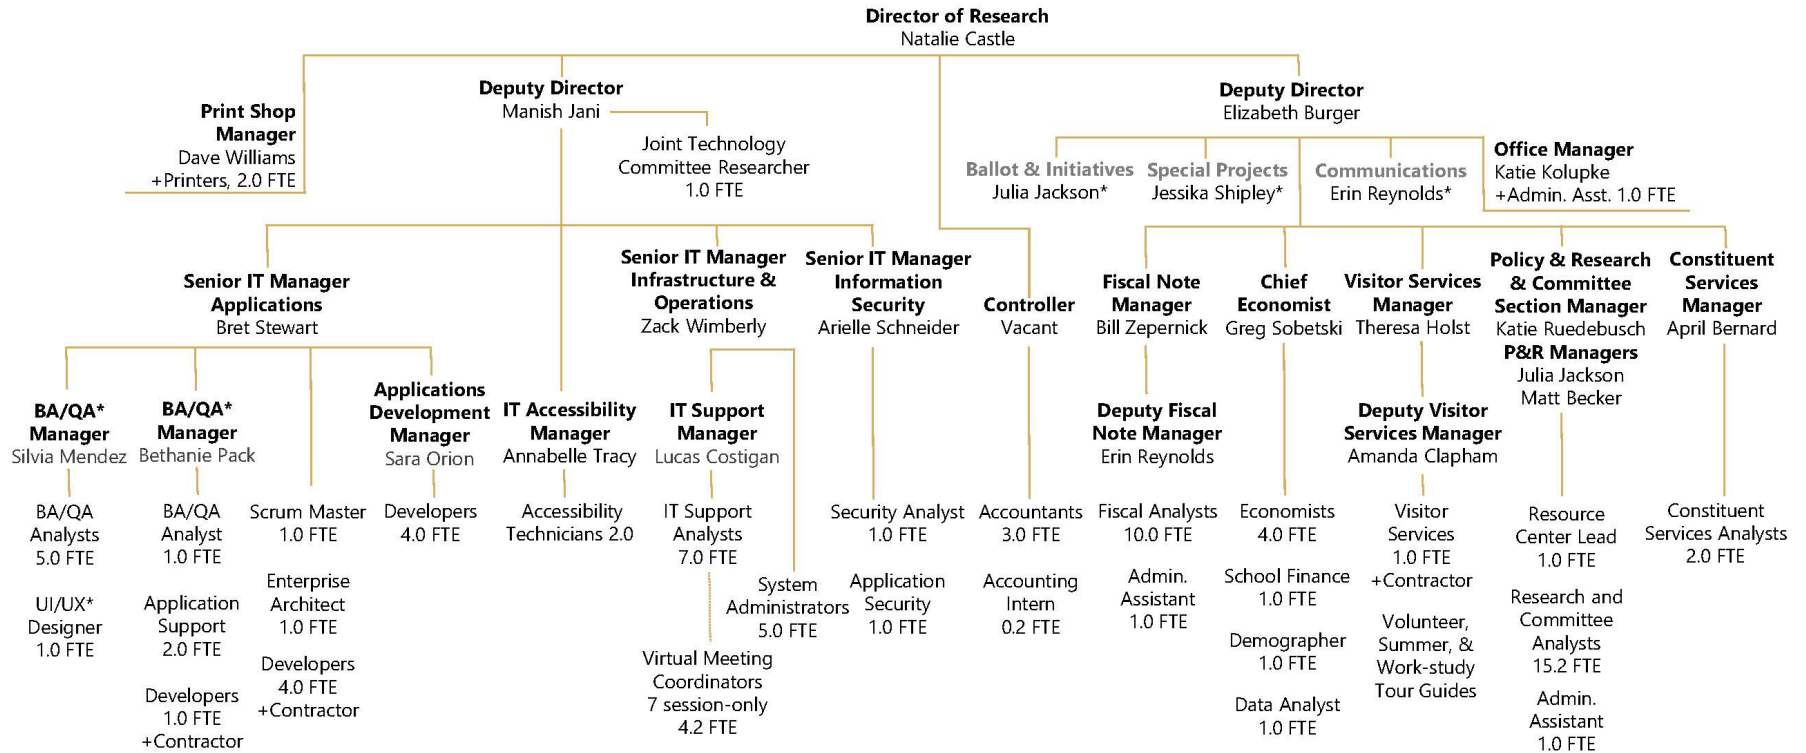 Director of Research
Natalie Castle
Print Shop
Manager
Dave Williams
+Printers, 2.0 FTE
Deputy Director
Manish Jani
Joint Technology
Committee Researcher
1.0 FTE
Deputy Director
Elizabeth Burger
Ballot & Initiatives
Julia Jackson*
Special Projects
Jessika Shipley*
Communications
Erin Reynolds*
Office Manager
Katie Kolupke
+Admin. Asst. 1.0 FTE
Senior IT Manager
Applications
Bret Stewart
Senior IT Manager
Infrastructure &
Operations
Zack Wimberly
Senior IT Manager
Information
Security
Arielle Schneider
Controller
Vacant
Fiscal Note
Manager
Bill Zepernick
Chief
Economist
Greg Sobetski
Visitor Services
Manager
Theresa Holst
Policy & Research
& Committee
Section Manager
Katie Ruedebusch
P&R Managers
Julia Jackson
Matt Becker
Constituent
Services
Manager
April Bernard
BA/QA*
Manager
Silvia Mendez
BA/QA*
Manager
Bethanie Pack
Applications
Development
Manager
Sara Orion
IT Accessibility
Manager
Annabelle Tracy
IT Support
Manager
Lucas Costigan
Deputy Fiscal
Note Manager
Erin Reynolds
Deputy Visitor
Services Manager
Amanda Clapham
BA/QA
Analysts
5.0 FTE
UI/UX*
Designer
1.0 FTE
BA/QA
Analyst
1.0 FTE
Application
Support
2.0 FTE
Developers
1.0 FTE
+Contractor
Scrum Master
1.0 FTE
Enterprise
Architect
1.0 FTE
Developers
4.0 FTE
+Contractor
Developers
4.0 FTE
Accessibility
Technicians 2.0
IT Support
Analysts
7.0 FTE
Virtual Meeting
Coordinators
7 session-only
4.2 FTE
System
Administrators
5.0 FTE
Security Analyst
1.0 FTE
Application
Security
1.0 FTE
Accountants
3.0 FTE
Accounting
Intern
0.2 FTE
Fiscal Analysts
10.0 FTE
Admin.
Assistant
1.0 FTE
Economists
4.0 FTE
School Finance
1.0 FTE
Demographer
1.0 FTE
Data Analyst
1.0 FTE
Visitor
Services
1.0 FTE
+Contractor
Volunteer,
Summer, &
Work-study
Tour Guides
Resource
Center Lead
1.0 FTE
Research and
Committee
Analysts
15.2 FTE
Admin.
Assistant
1.0 FTE
Constituent
Services Analysts
2.0 FTE